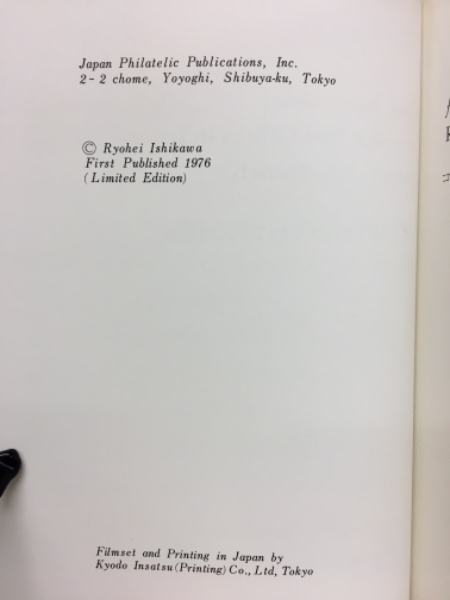 Japan Philatelic Publications, Inc.
2-2 chome, Yoyoghi, Shibuya-ku, Tokyo
© Ryohei Ishikawa
First Published 1976
(Limited Edition)
Filmset and Printing in Japan by
Kyodo Insatsu (Printing) Co., Ltd, Tokyo